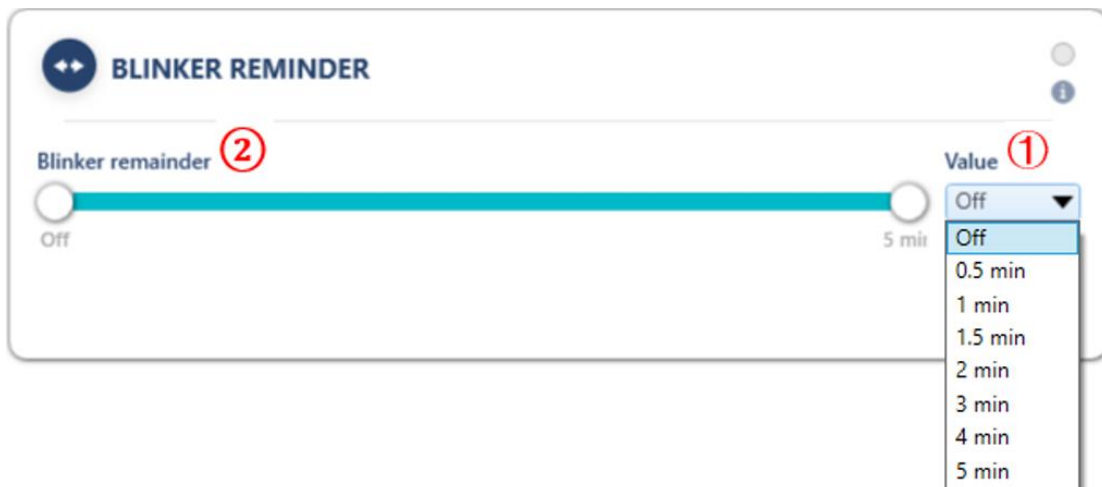 BLINKER REMINDER
Blinker remainder ②
Value ①
Off
Off
5 min
Off
0.5 min
1 min
1.5 min
2 min
3 min
4 min
5 min